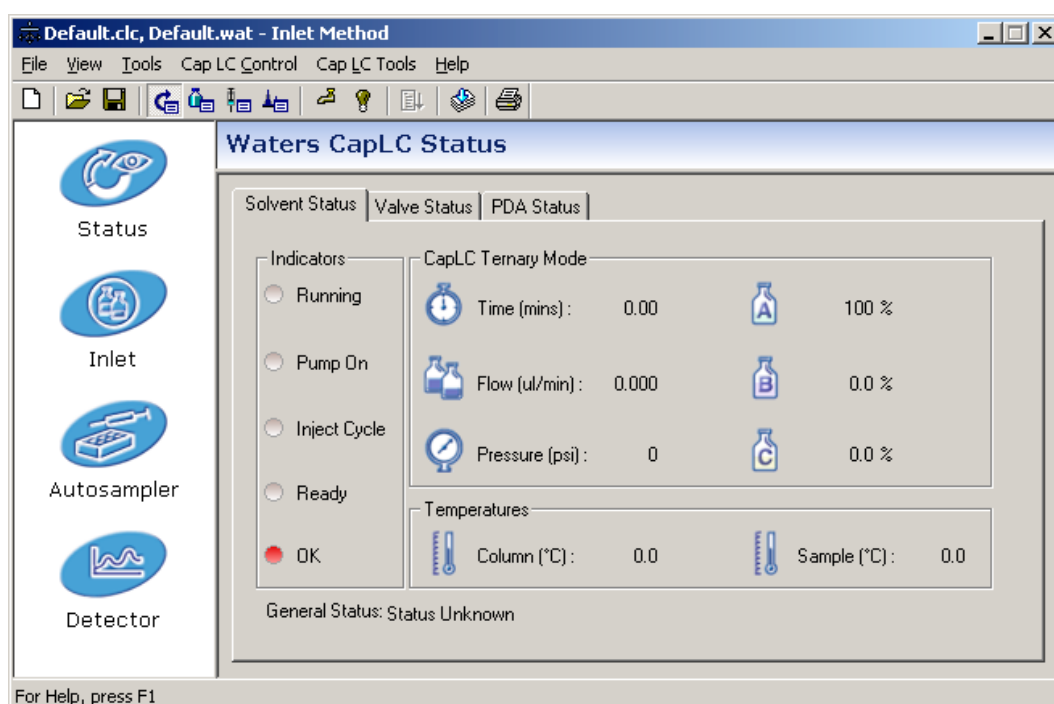 Default.clc, Default.wat - Inlet Method
File View Tools Cap LC Control Cap LC Tools Help
Waters CapLC Status
Status
Inlet
Autosampler
Detector
Solvent Status Valve Status PDA Status
Indicators
Running
Pump On
Inject Cycle
Ready
OK
CapLC Ternary Mode
Time (mins) : 0.00 A 100 %
Flow (ul/min) : 0.000 B 0.0 %
Pressure (psi) : 0 C 0.0 %
Temperatures
Column (°C) : 0.0 Sample (°C) : 0.0
General Status: Status Unknown
For Help, press F1